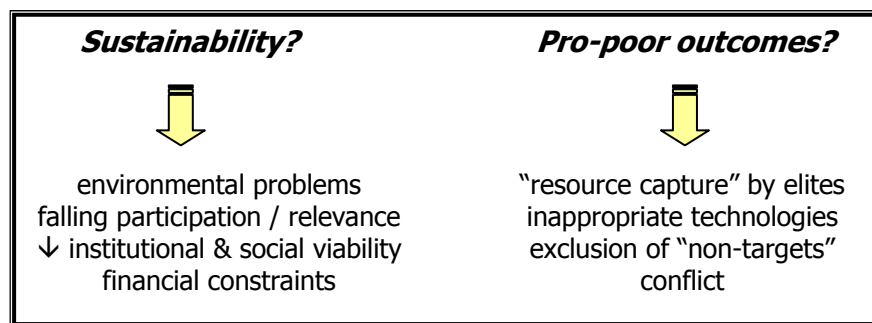 Sustainability?
environmental problems
falling participation / relevance
↓ institutional & social viability
financial constraints
Pro-poor outcomes?
“resource capture” by elites
inappropriate technologies
exclusion of “non-targets”
conflict